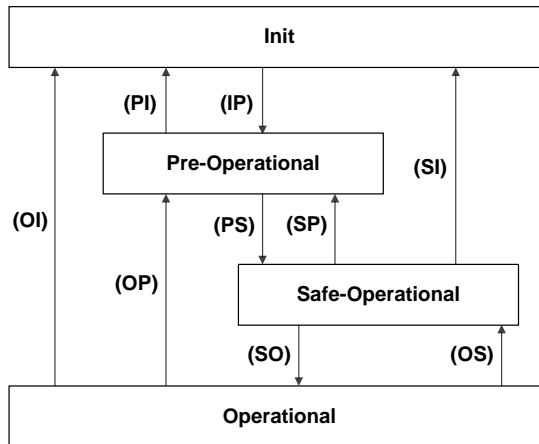 Init
(PI)
(IP)
Pre-Operational
(SI)
(OI)
(PS)
(SP)
(OP)
Safe-Operational
(SO)
(OS)
Operational